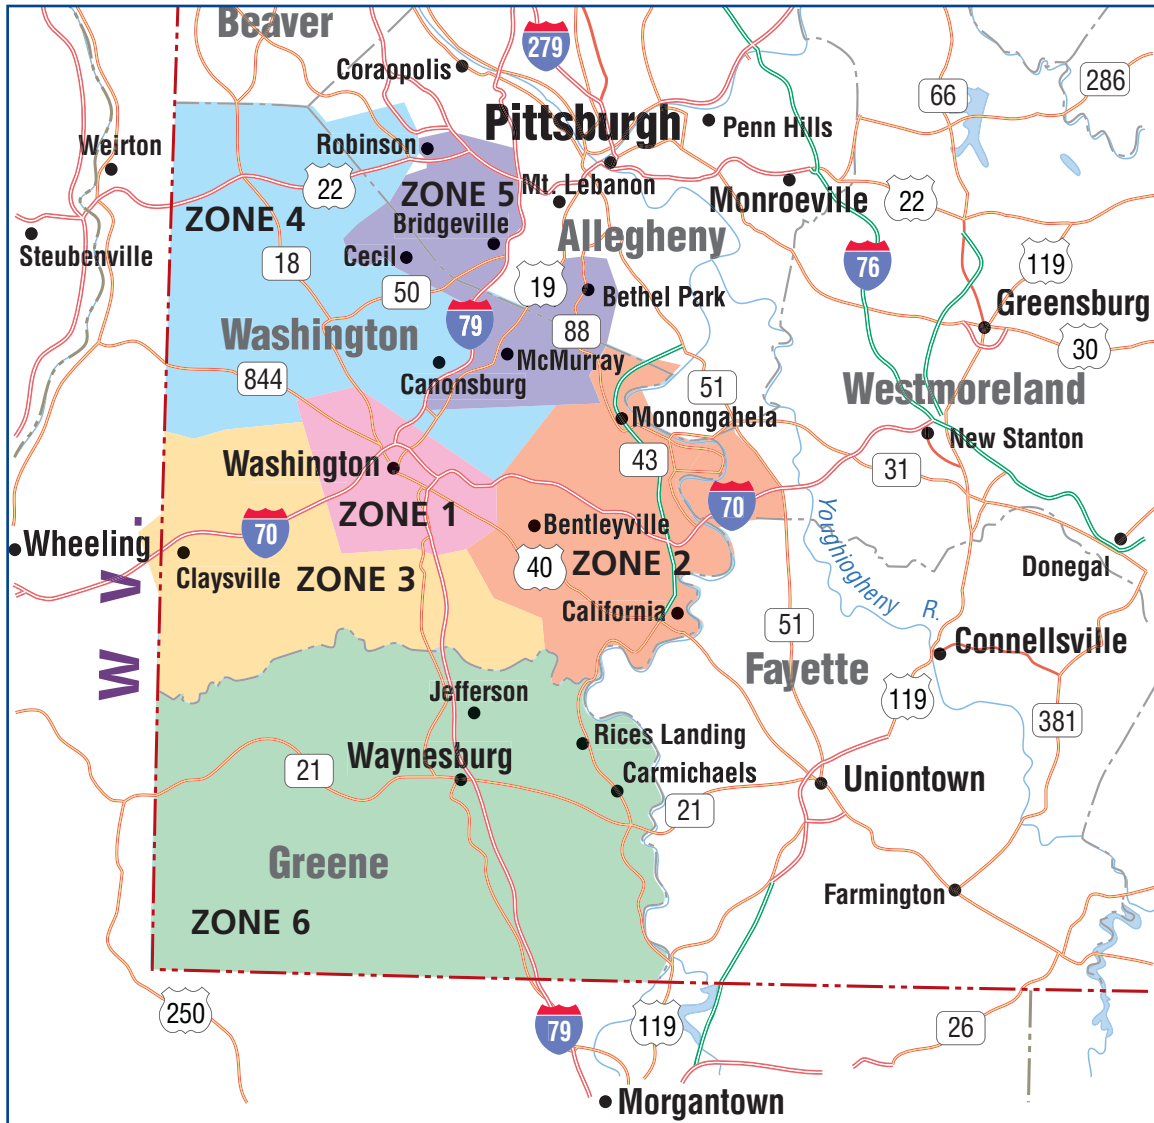 Beaver
279
Coraopolis
286
66
Pittsburgh
Penn Hills
Weirton
Robinson
22
ZONE 5
Mt. Lebanon
Monroeville
22
ZONE 4
Bridgeville
Allegheny
Steubenville
Cecil
18
76
119
50
19
Bethel Park
Greensburg
79
88
Washington
McMurray
30
844
Canonsburg
51
Westmoreland
Monongahela
New Stanton
Washington
43
31
ZONE 1
70
70
Bentleyville
Wheeling
Youghiogheny R.
Claysville
ZONE 3
40
ZONE 2
Donegal
W. V.
California
51
Connellsville
Fayette
Jefferson
119
381
Rices Landing
Waynesburg
21
Carmichaels
Uniontown
21
Greene
Farmington
ZONE 6
250
79
119
26
Morgantown